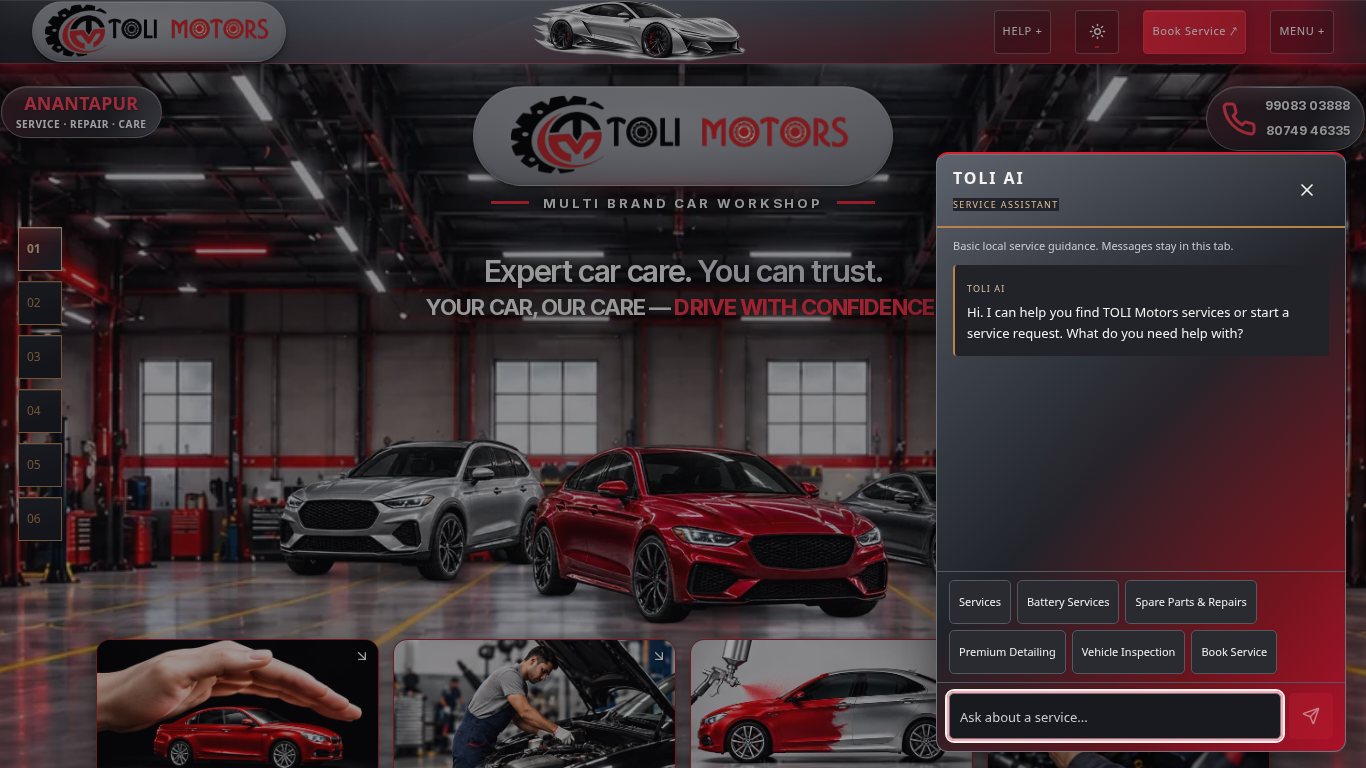 TOLI MOTORS
HELP +
Book Service ↗
MENU +
ANANTAPUR
SERVICE · REPAIR · CARE
TOLI MOTORS
99083 03888
80749 46335
MULTI BRAND CAR WORKSHOP
Expert car care. You can trust.
YOUR CAR, OUR CARE — DRIVE WITH CONFIDENCE
01
02
03
04
05
06
TOLI AI
SERVICE ASSISTANT
Basic local service guidance. Messages stay in this tab.
TOLI AI
Hi. I can help you find TOLI Motors services or start a
service request. What do you need help with?
Services
Battery Services
Spare Parts & Repairs
Premium Detailing
Vehicle Inspection
Book Service
Ask about a service...